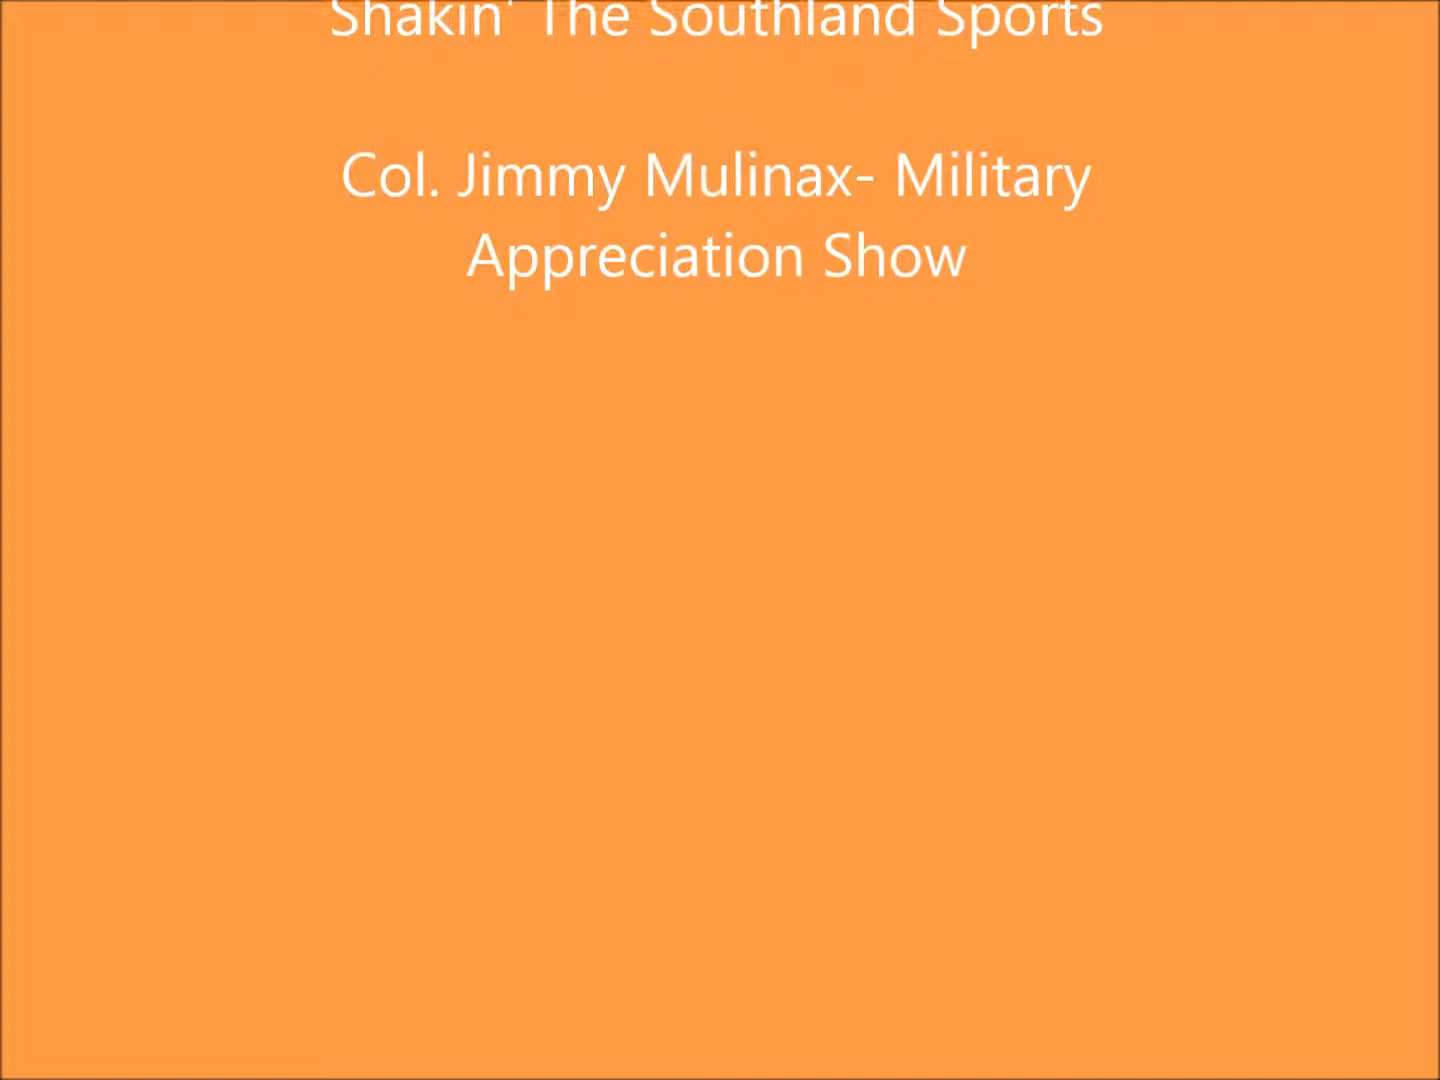 Shakin' The Southland Sports
Col. Jimmy Mulinax- Military
Appreciation Show